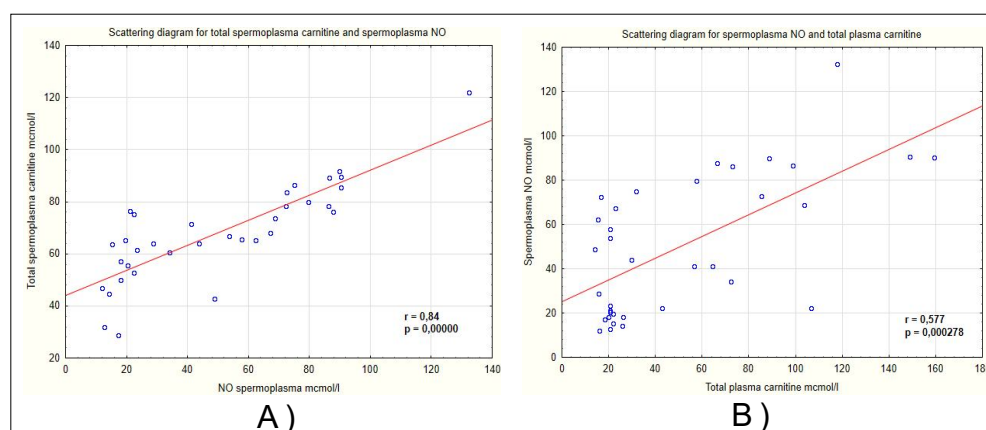 Scattering diagram for total spermoplasma carnitine and spermoplasma NO
Total spermoplasma carnitine mcmol/l
140
120
100
80
60
40
20
r = 0,84
p = 0,00000
0 20 40 60 80 100 120 140
NO spermoplasma mcmol/l
A )
Scattering diagram for spermoplasma NO and total plasma carnitine
Spermoplasma NO mcmol/l
140
120
100
80
60
40
20
0
r = 0,577
p = 0,000278
0 20 40 60 80 100 120 140 160 180
Total plasma carnitine mcmol/l
B )